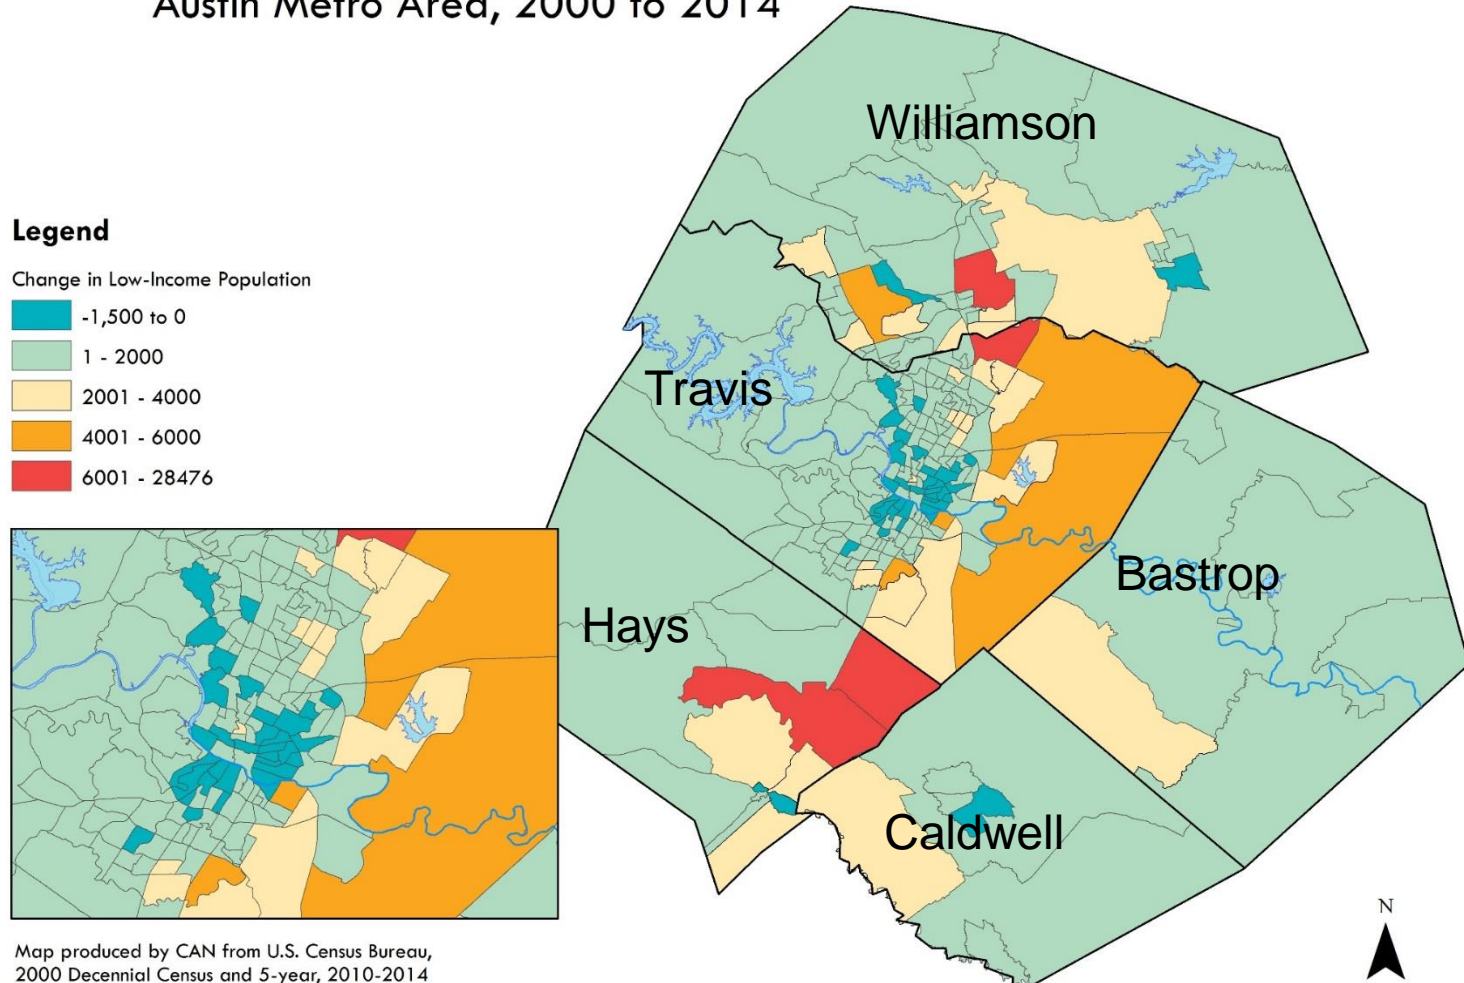 Austin Metro Area, 2000 to 2014
Williamson
Legend
Change in Low-Income Population
-1,500 to 0
1 - 2000
2001 - 4000
4001 - 6000
6001 - 28476
Travis
Bastrop
Hays
Caldwell
N
Map produced by CAN from U.S. Census Bureau,
2000 Decennial Census and 5-year, 2010-2014